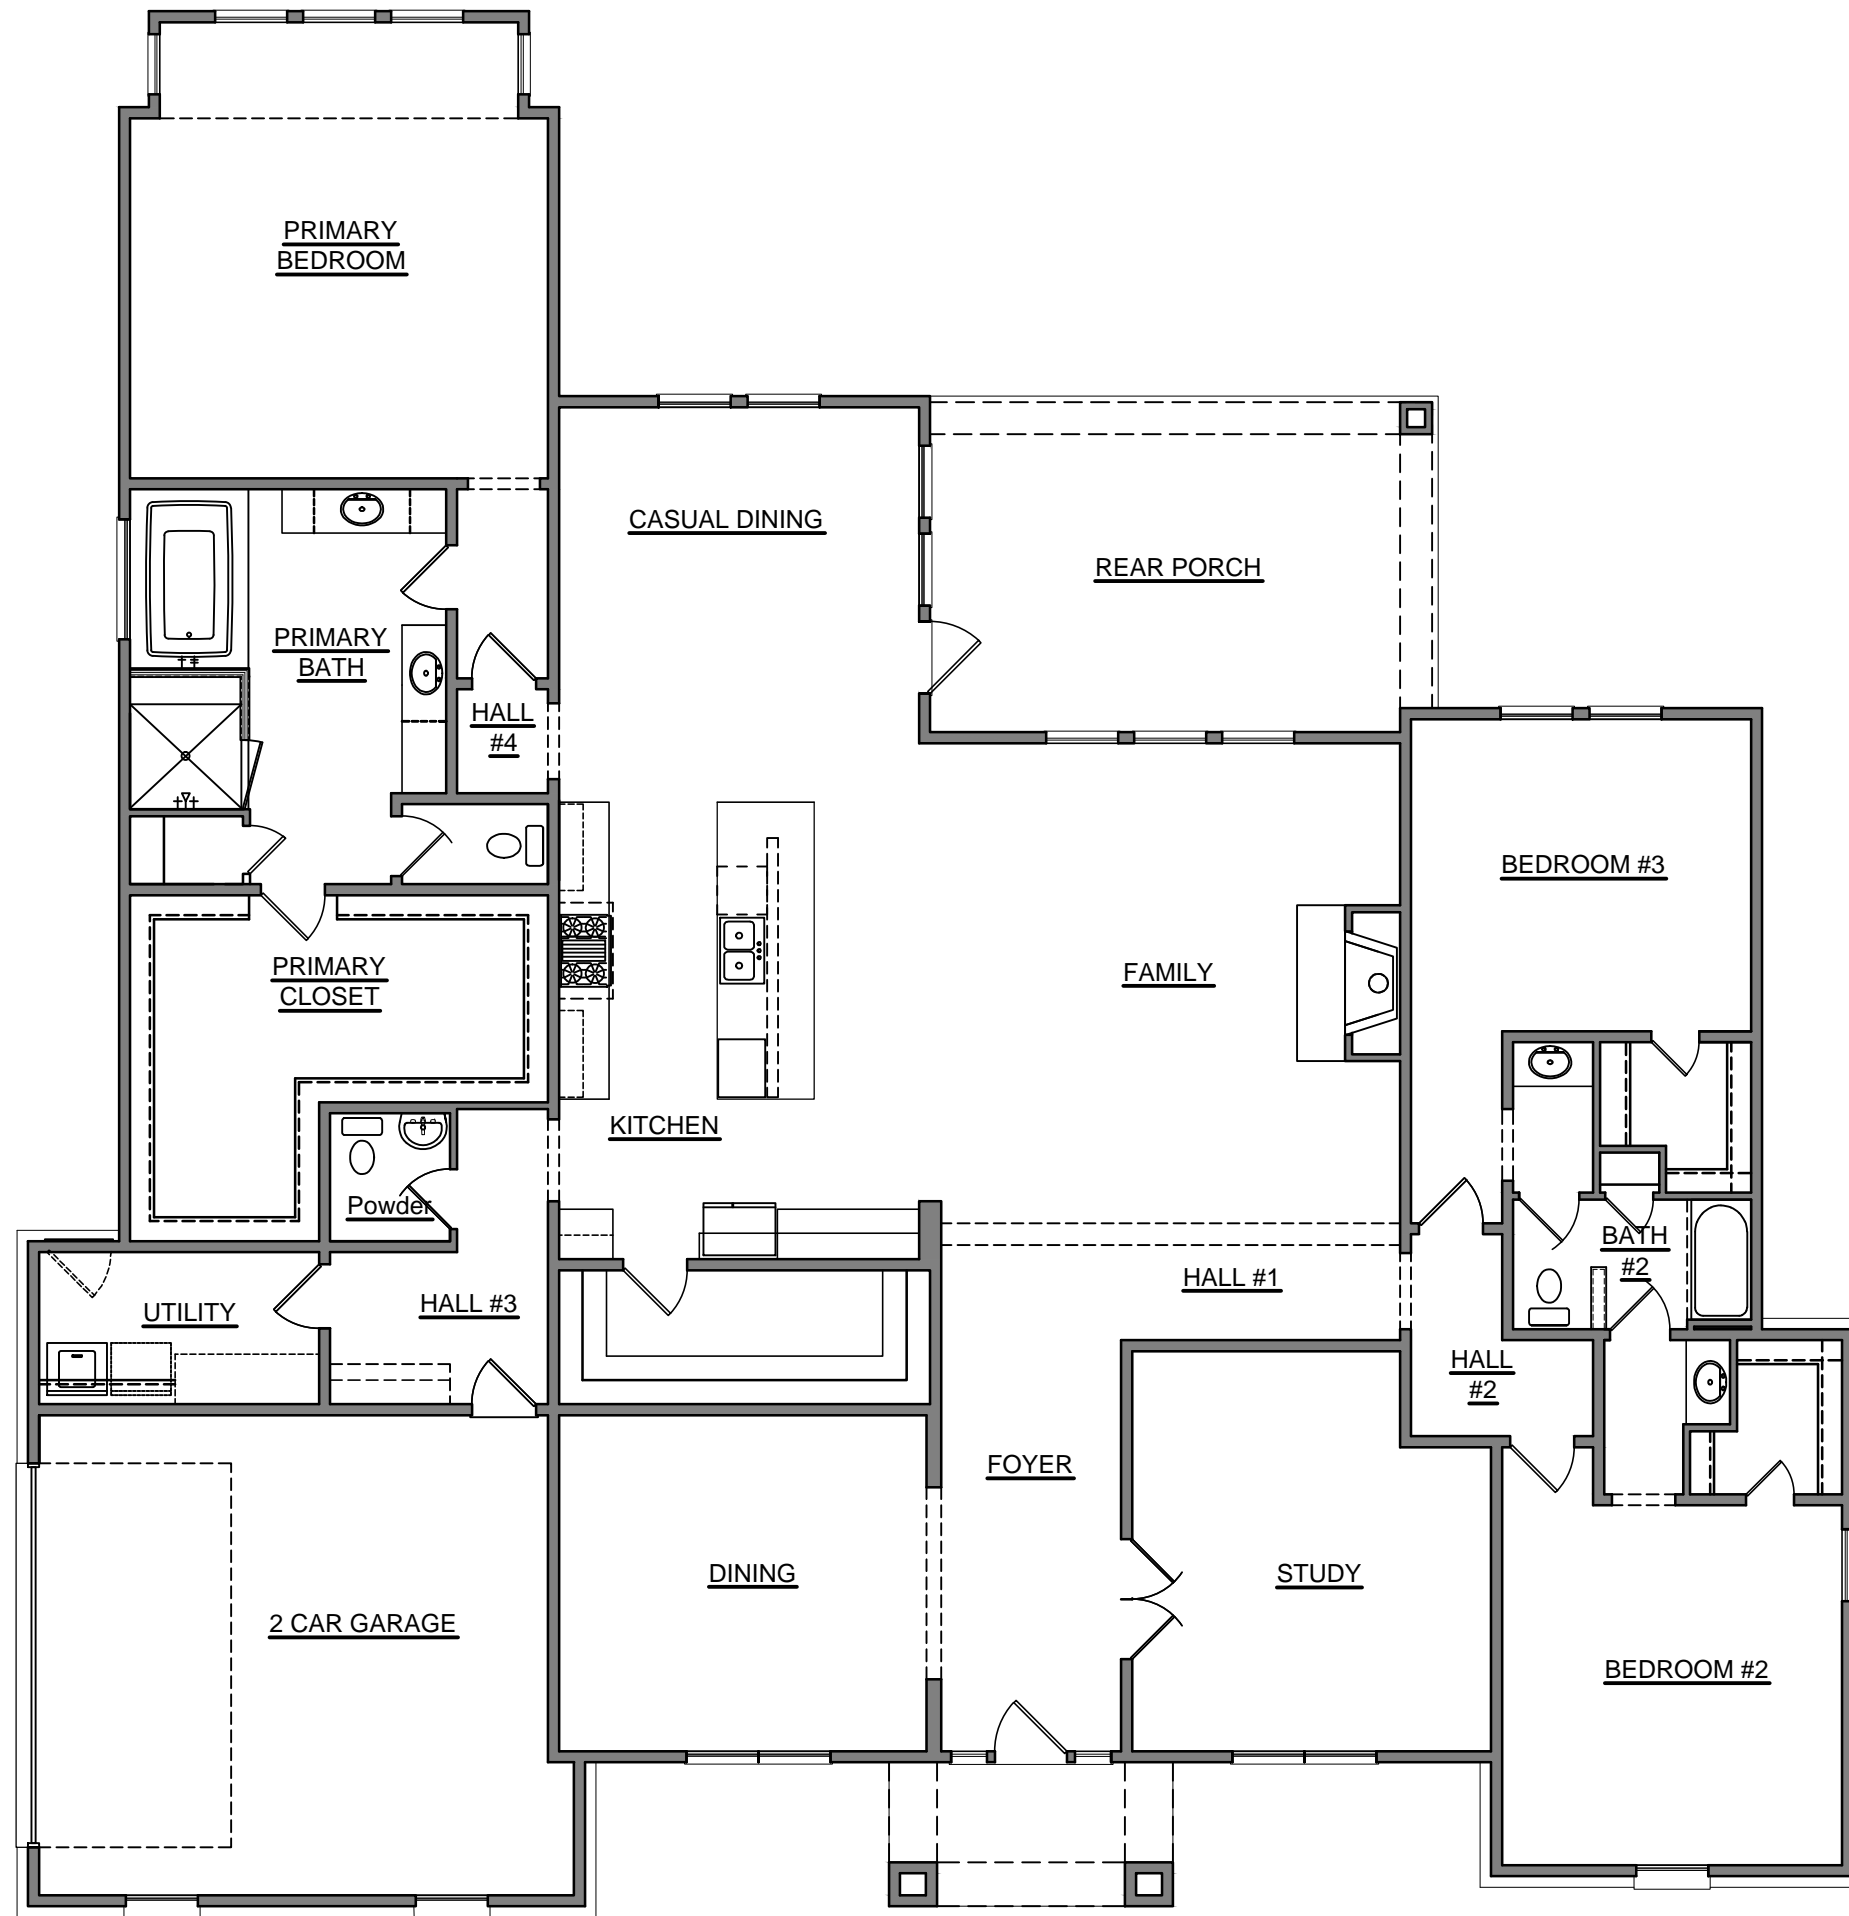 PRIMARY
BEDROOM
CASUAL DINING
REAR PORCH
PRIMARY
BATH
HALL
#4
BEDROOM #3
PRIMARY
CLOSET
FAMILY
KITCHEN
Powder
BATH
#2
HALL #1
HALL #3
UTILITY
HALL
#2
FOYER
DINING
STUDY
2 CAR GARAGE
BEDROOM #2